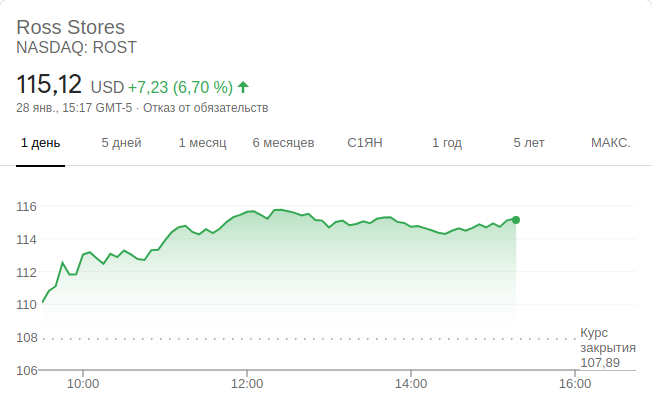 Ross Stores
NASDAQ: ROST
115,12 USD +7,23 (6,70 %)
28 янв., 15:17 GMT-5 · Отказ от обязательств
1 день 5 дней 1 месяц 6 месяцев С1ЯН 1 год 5 лет МАКС.
116
114
112
110
108
106
Курс
закрытия
107,89
10:00 12:00 14:00 16:00